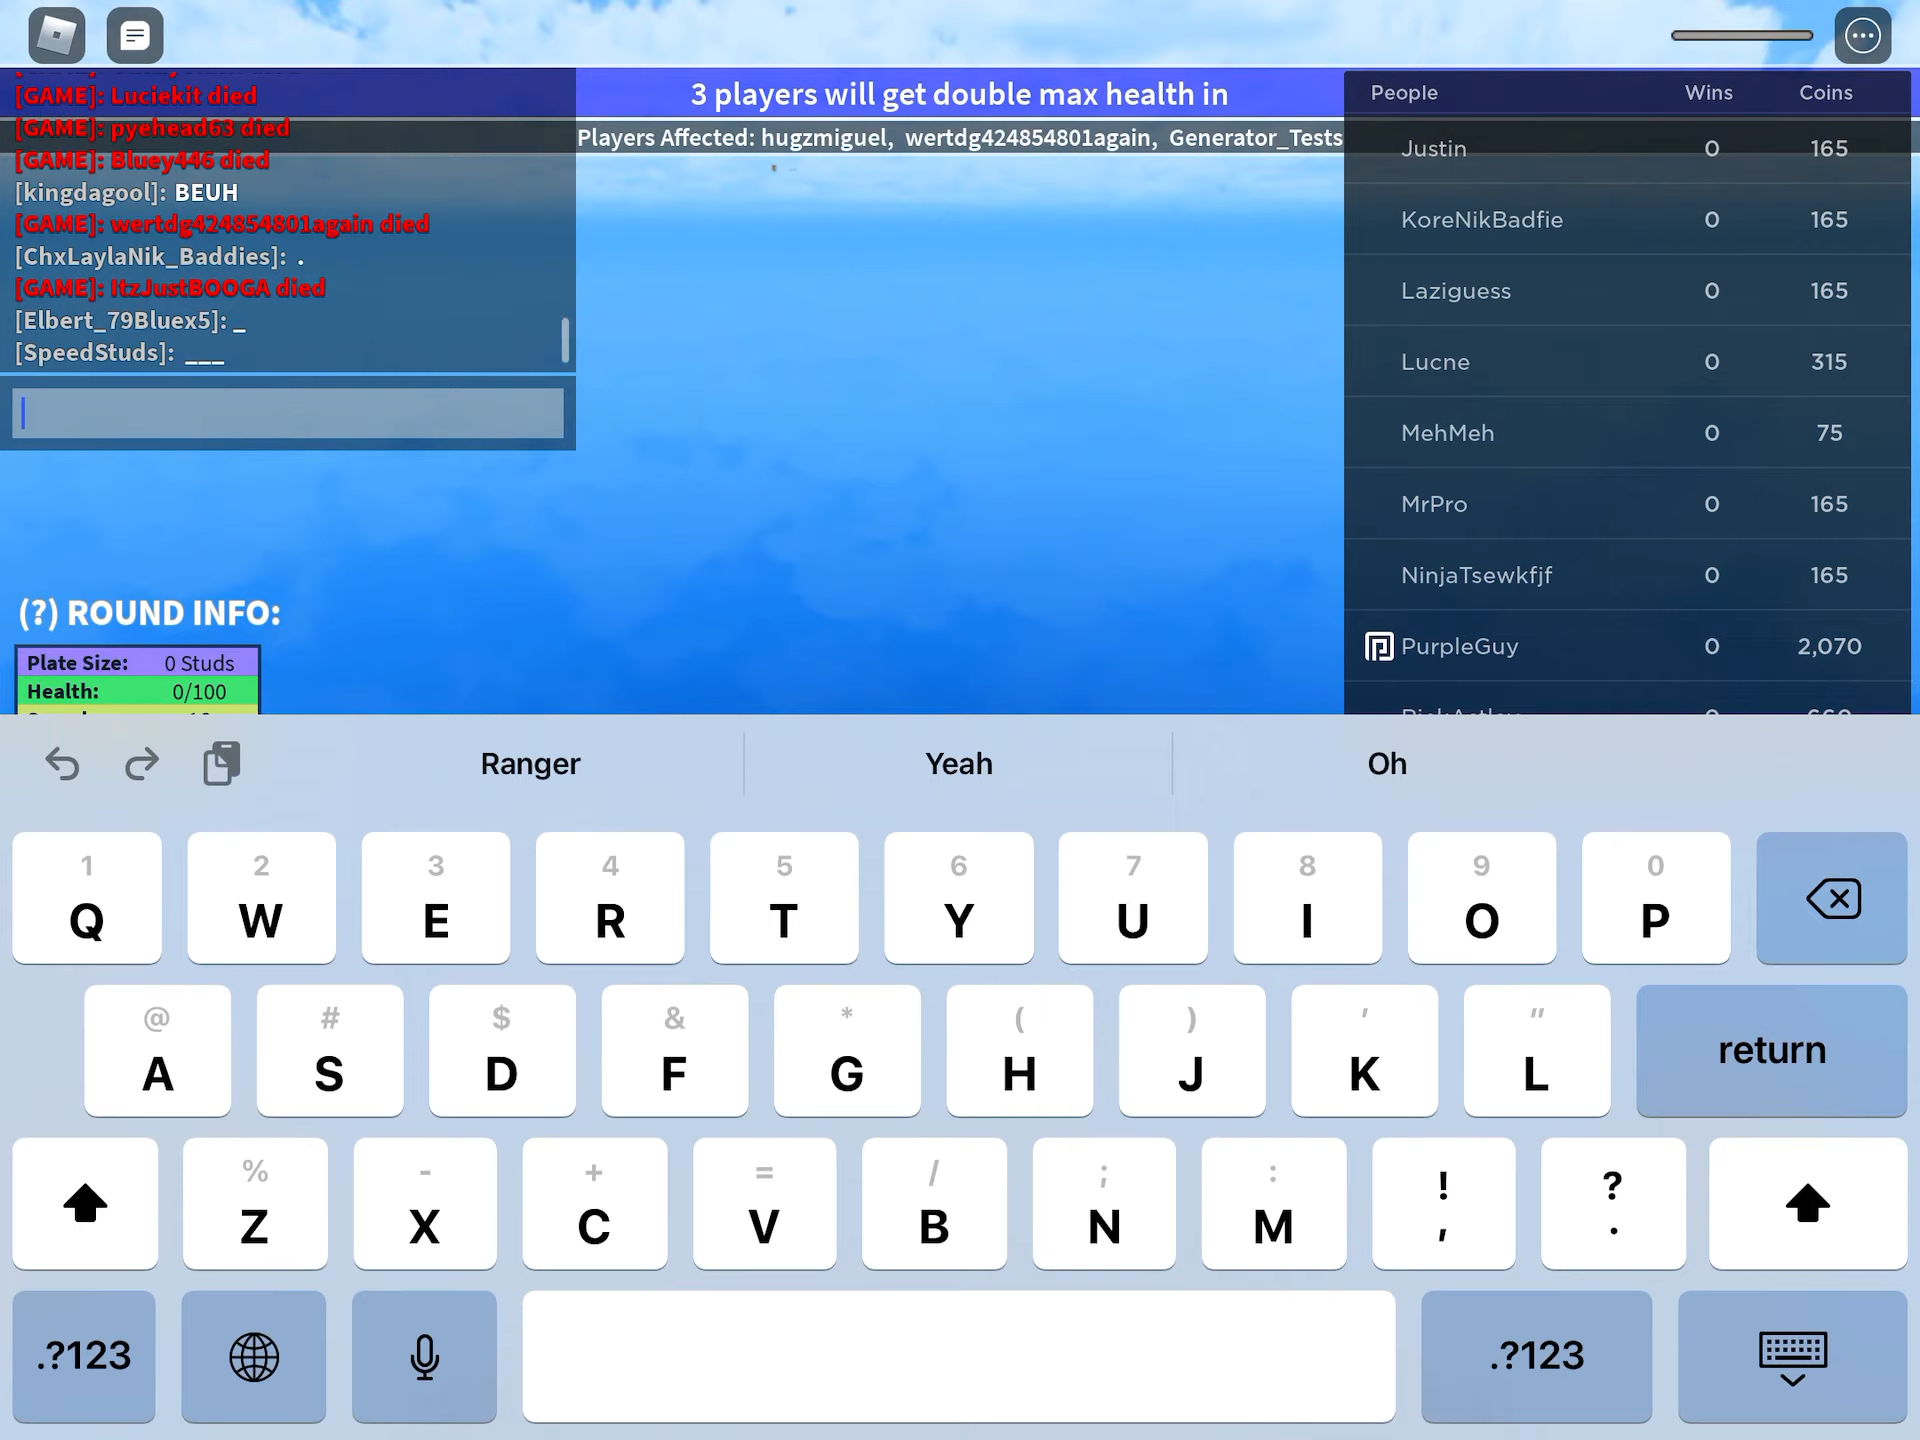 [GAME]: Luciekit died
[GAME]: pyehead63 died
[GAME]: Bluey446 died
[kingdagool]: BEUH
[GAME]: wertdg424854801again died
[ChxLaylaNik_Baddies]: .
[GAME]: ItzJustBOOGA died
[Elbert_79Bluex5]: _
[SpeedStuds]: ___
3 players will get double max health in
Players Affected: hugzmiguel, wertdg424854801again, Generator_Tests
People Wins Coins
Justin 0 165
KoreNikBadfie 0 165
Laziguess 0 165
Lucne 0 315
MehMeh 0 75
MrPro 0 165
NinjaTsewkfjf 0 165
PurpleGuy 0 2,070
(?) ROUND INFO:
Plate Size: 0 Studs
Health: 0/100
Ranger Yeah Oh
1 2 3 4 5 6 7 8 9 0
Q W E R T Y U I O P
@ # $ & * ( ) ' "
A S D F G H J K L return
% - + = / ; : ! ?
Z X C V B N M , .
.?123 .?123